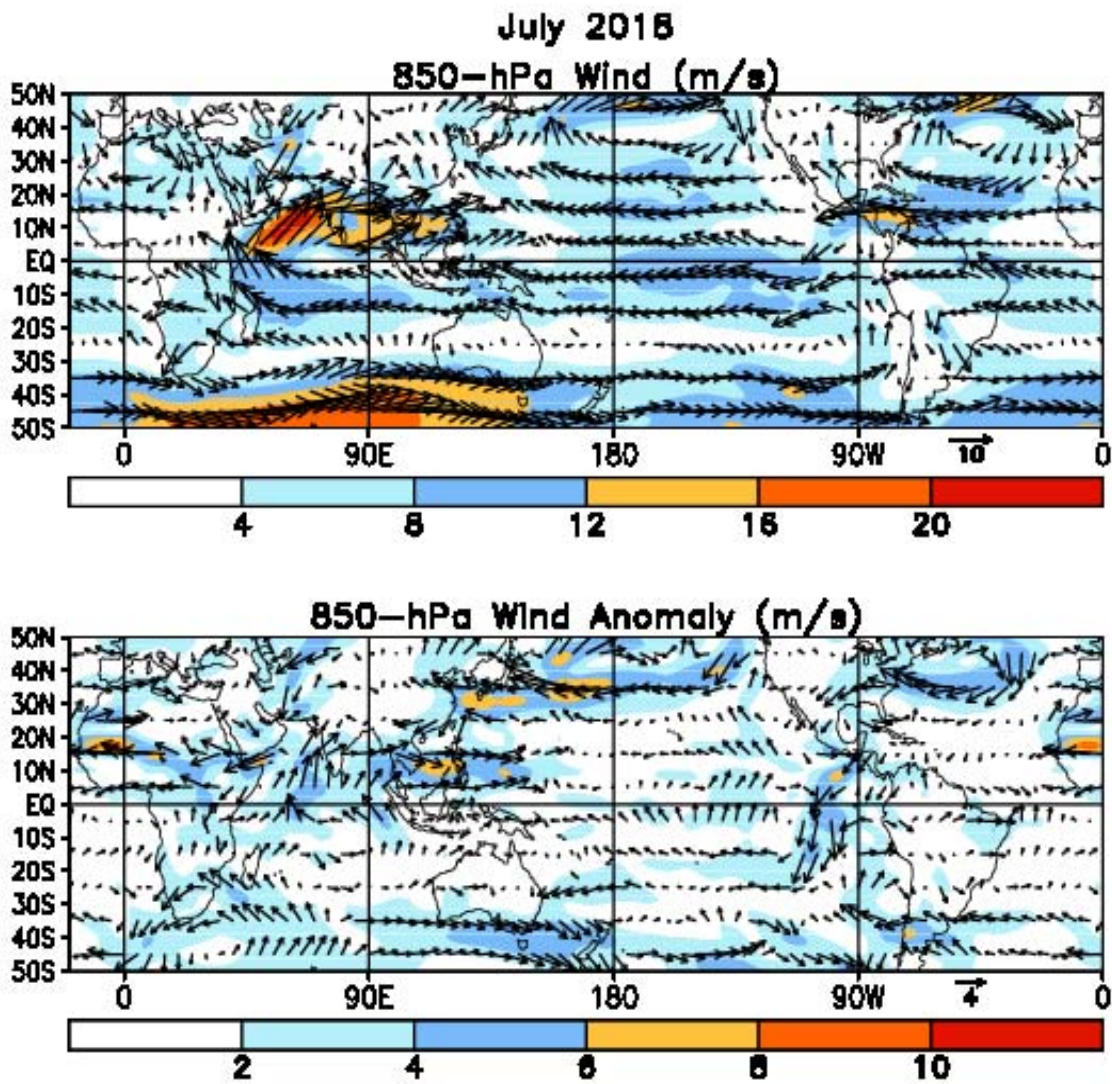 July 2018
850-hPa Wind (m/s)
50N
40N
30N
20N
10N
EQ
10S
20S
30S
40S
50S
0 90E 180 90W 10 0
4 8 12 16 20
850-hPa Wind Anomaly (m/s)
50N
40N
30N
20N
10N
EQ
10S
20S
30S
40S
50S
0 90E 180 90W 4 0
2 4 6 8 10